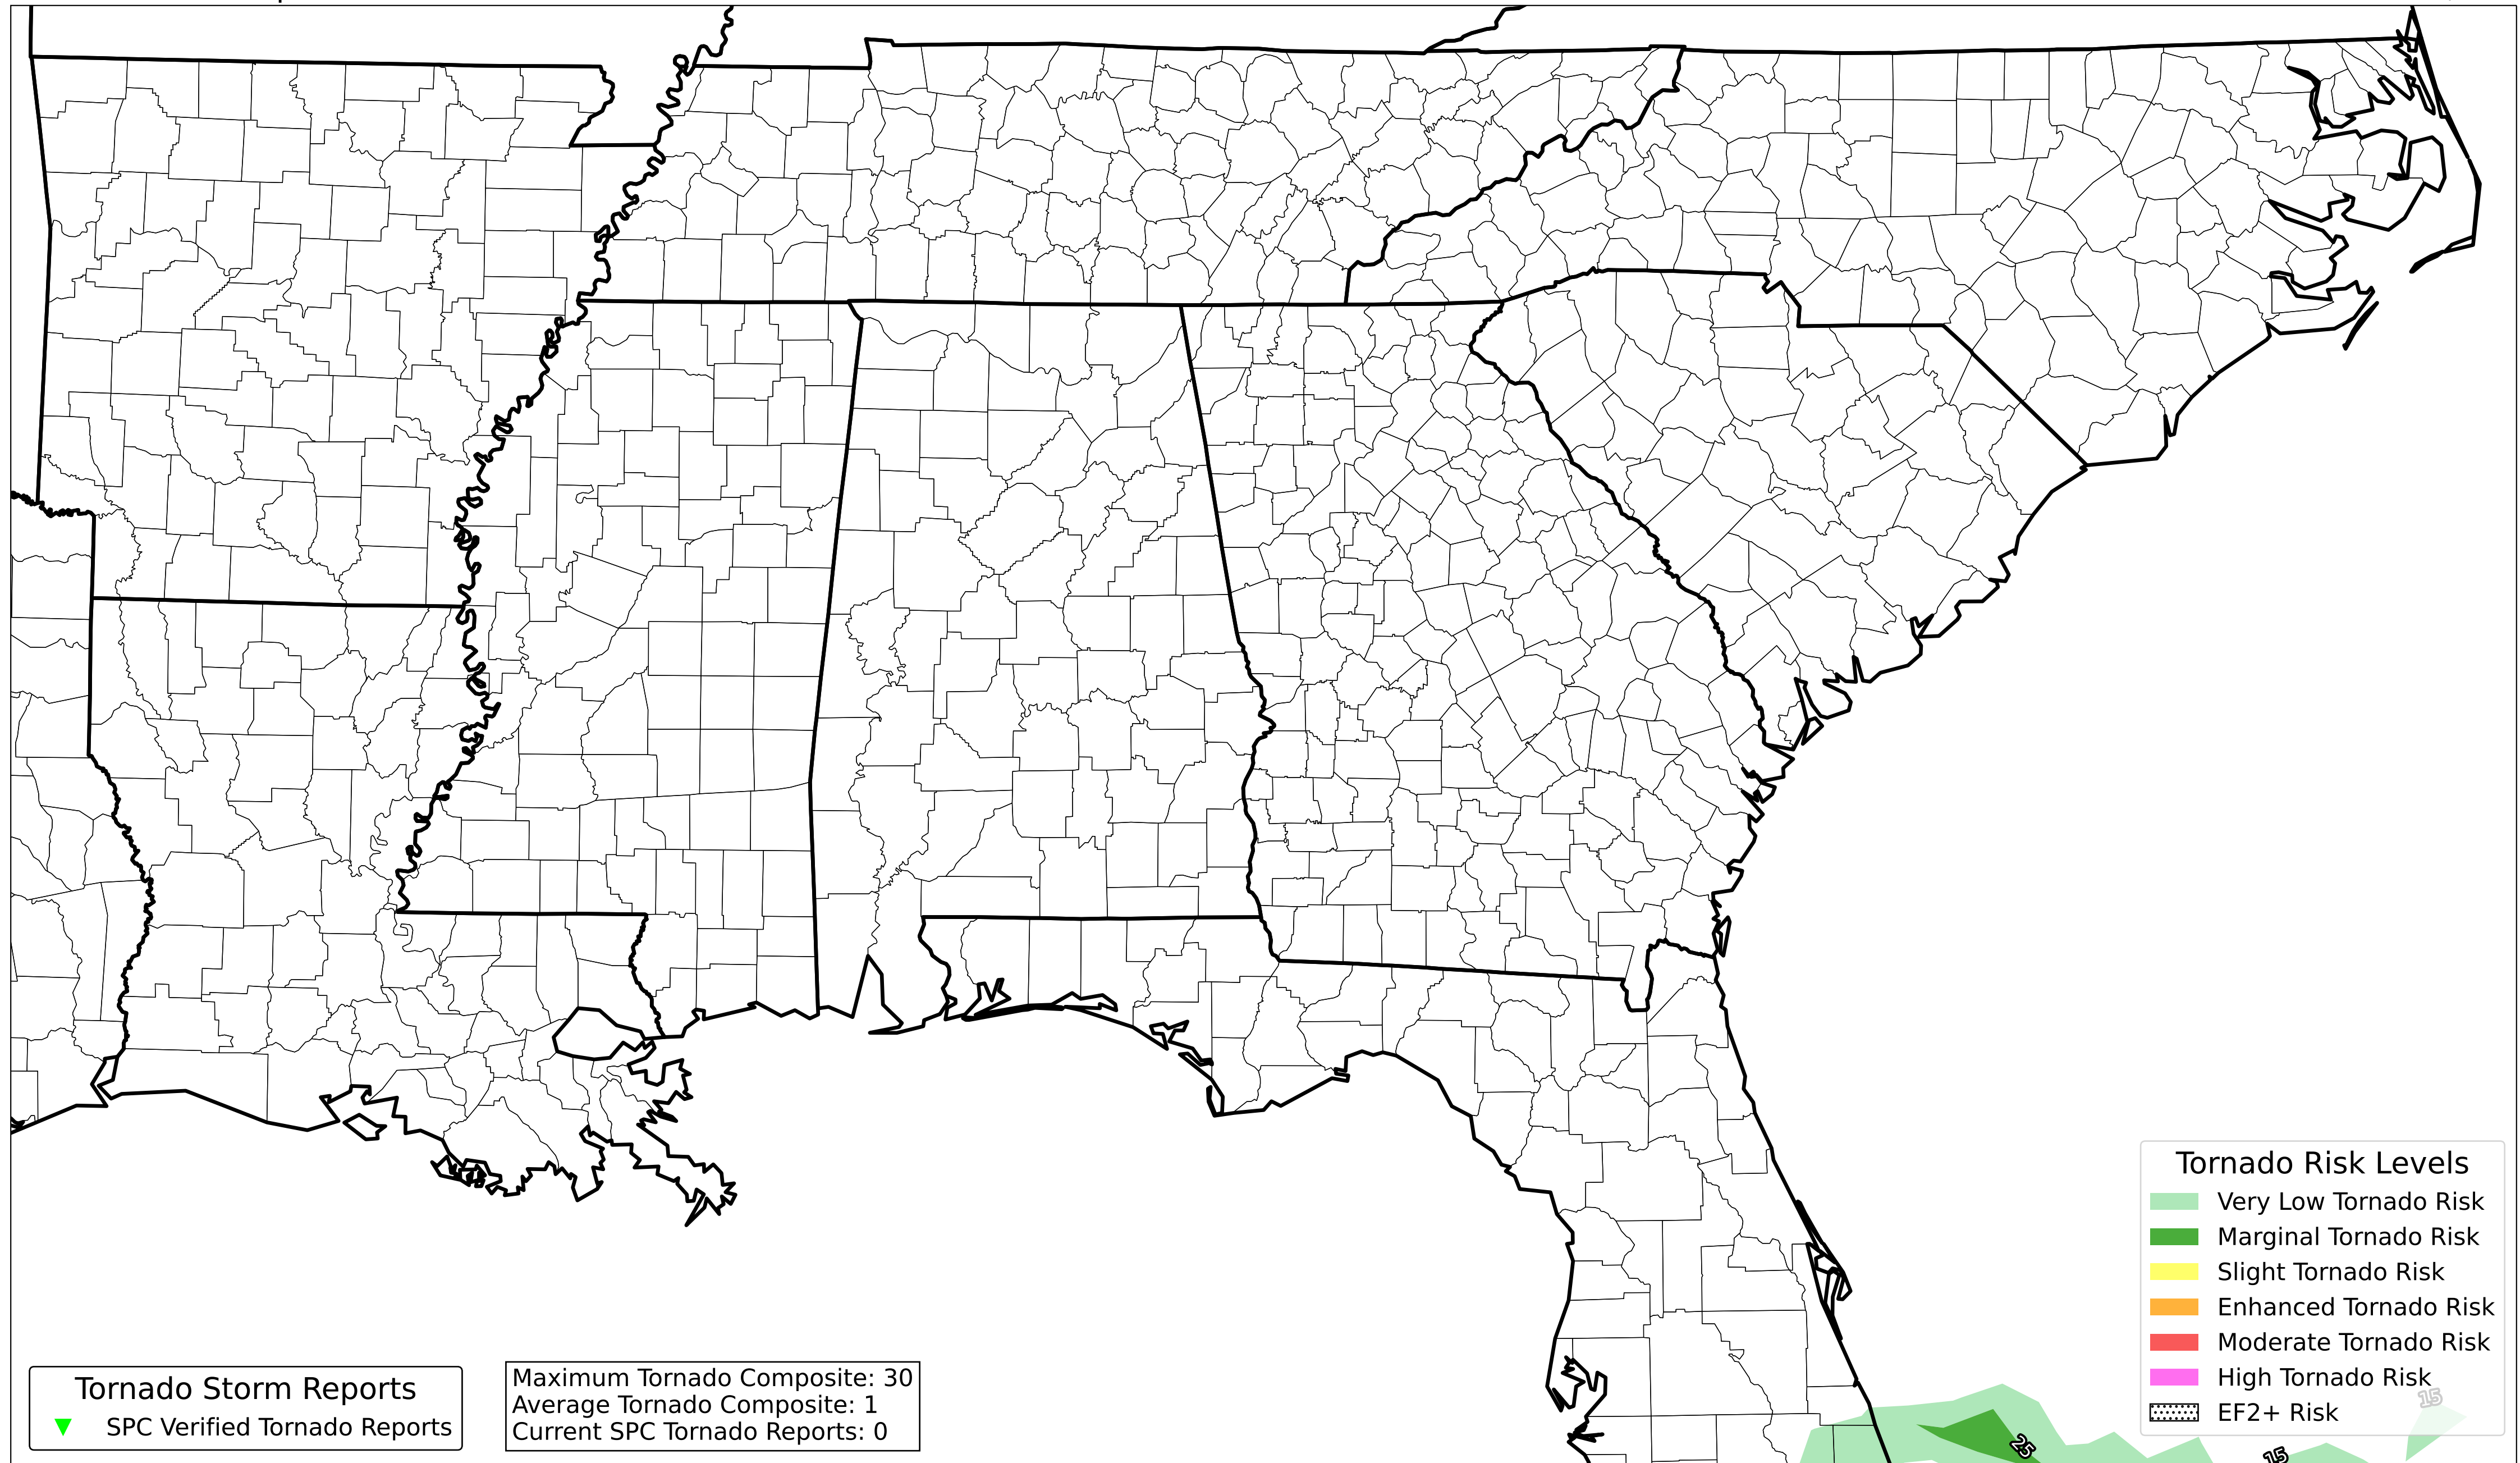 Tornado Risk Levels
Very Low Tornado Risk
Marginal Tornado Risk
Slight Tornado Risk
Enhanced Tornado Risk
Moderate Tornado Risk
High Tornado Risk
EF2+ Risk
Tornado Storm Reports
SPC Verified Tornado Reports
Maximum Tornado Composite: 30
Average Tornado Composite: 1
Current SPC Tornado Reports: 0
15
25
15